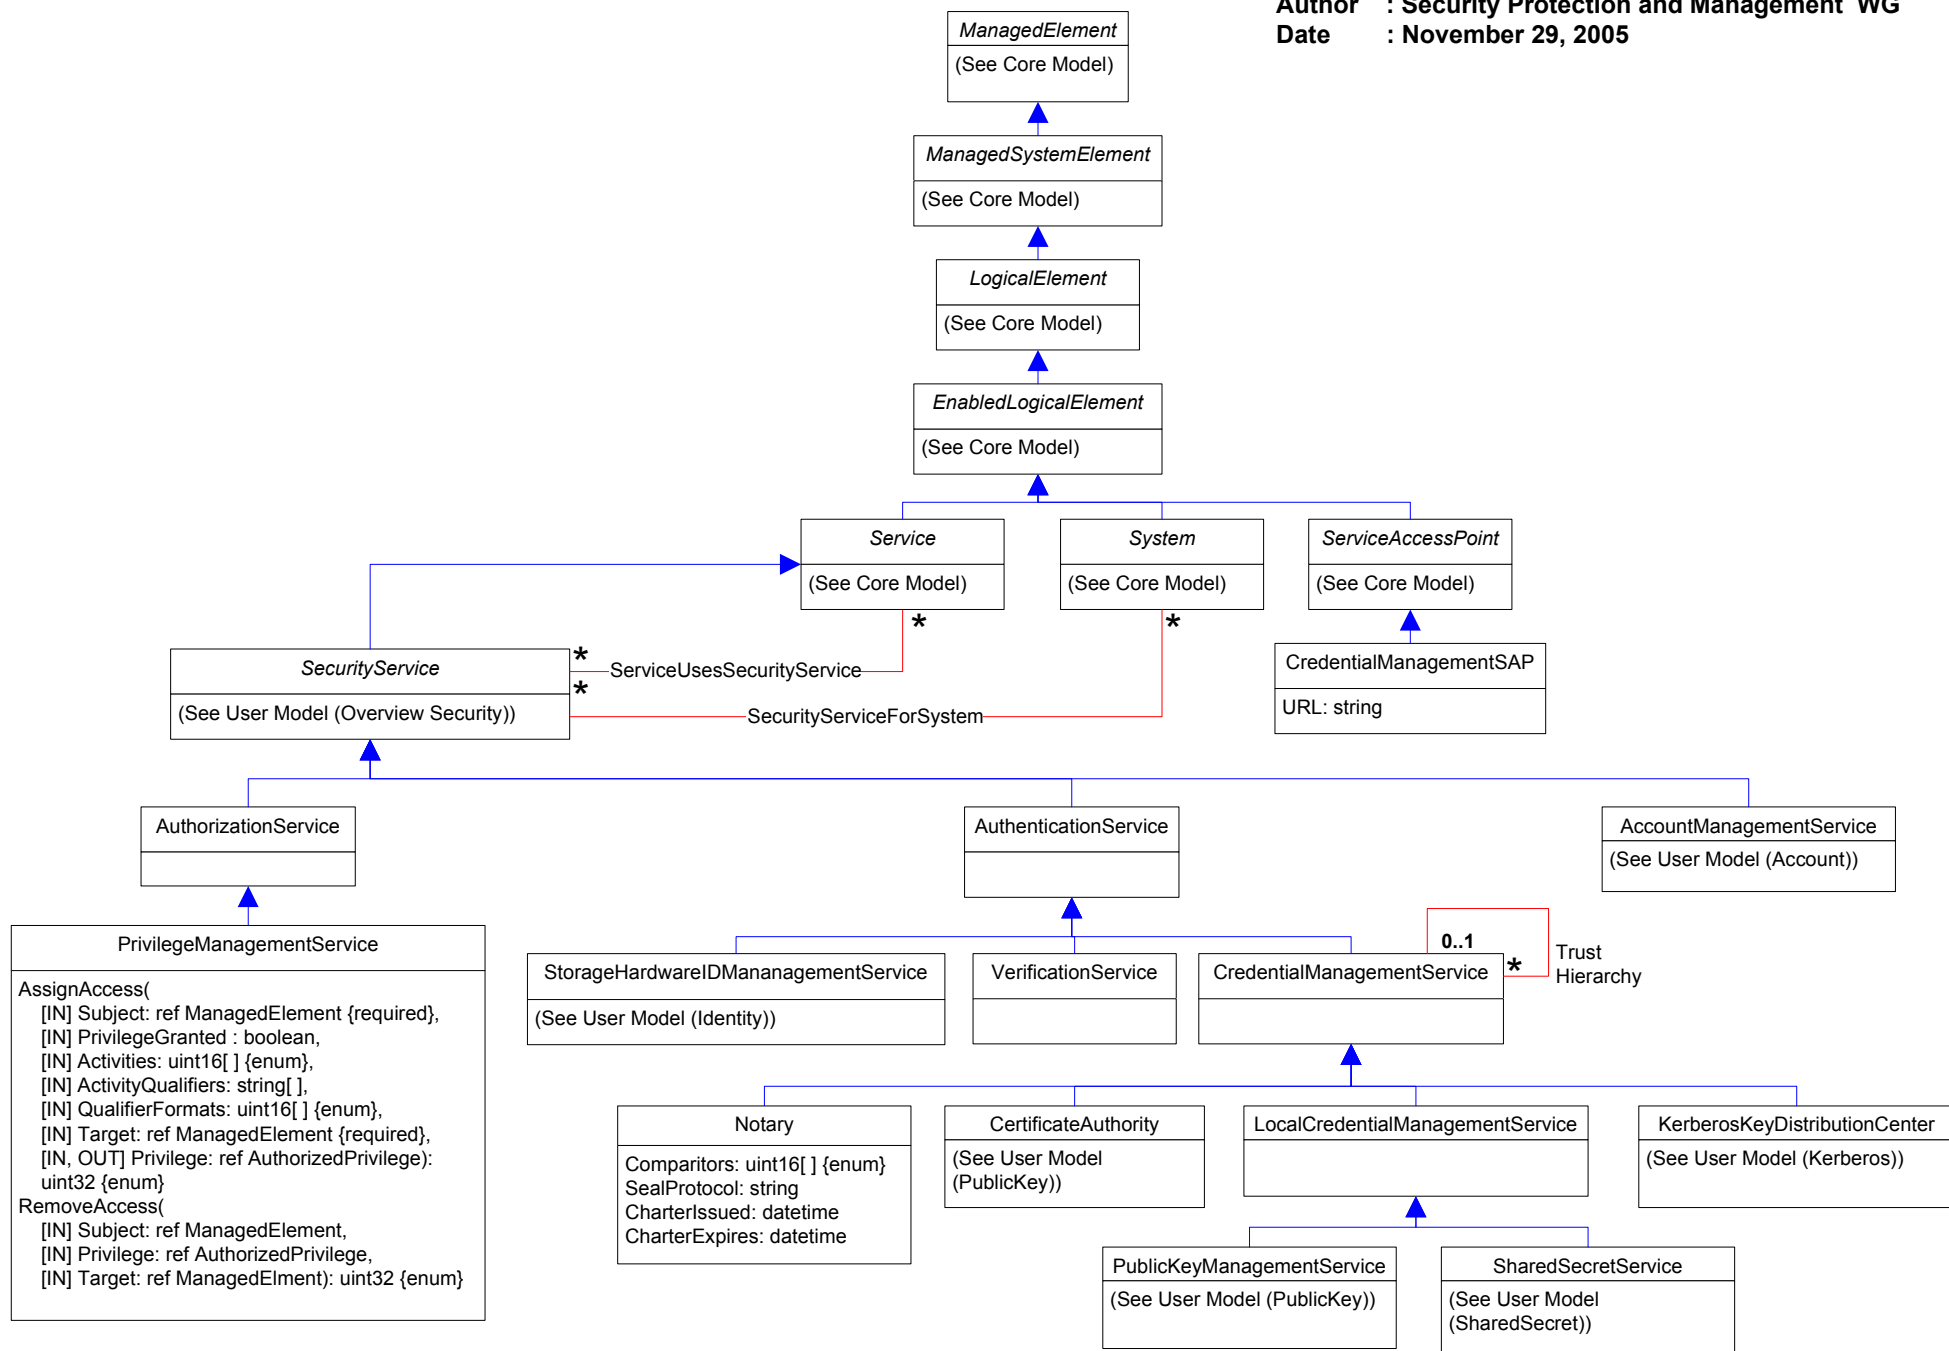 Author : Security Protection and Management WG
Date : November 29, 2005
ManagedElement
(See Core Model)
ManagedSystemElement
(See Core Model)
LogicalElement
(See Core Model)
EnabledLogicalElement
(See Core Model)
Service
(See Core Model)
System
(See Core Model)
ServiceAccessPoint
(See Core Model)
*
*
SecurityService
(See User Model (Overview Security))
*
ServiceUsesSecurityService
*
SecurityServiceForSystem
CredentialManagementSAP
URL: string
AuthorizationService
AuthenticationService
AccountManagementService
(See User Model (Account))
PrivilegeManagementService
AssignAccess(
[IN] Subject: ref ManagedElement {required},
[IN] PrivilegeGranted : boolean,
[IN] Activities: uint16[ ] {enum},
[IN] ActivityQualifiers: string[ ],
[IN] QualifierFormats: uint16[ ] {enum},
[IN] Target: ref ManagedElement {required},
[IN, OUT] Privilege: ref AuthorizedPrivilege):
uint32 {enum}
RemoveAccess(
[IN] Subject: ref ManagedElement,
[IN] Privilege: ref AuthorizedPrivilege,
[IN] Target: ref ManagedElment): uint32 {enum}
StorageHardwareIDMananagementService
(See User Model (Identity))
VerificationService
CredentialManagementService
0..1
*
Trust
Hierarchy
Notary
Comparitors: uint16[ ] {enum}
SealProtocol: string
CharterIssued: datetime
CharterExpires: datetime
CertificateAuthority
(See User Model
(PublicKey))
LocalCredentialManagementService
KerberosKeyDistributionCenter
(See User Model (Kerberos))
PublicKeyManagementService
(See User Model (PublicKey))
SharedSecretService
(See User Model
(SharedSecret))